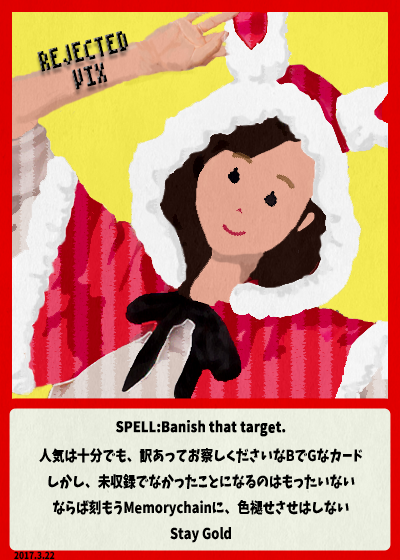 REJECTED
VIX
SPELL:Banish that target.
人気は十分でも、訳あってお察しくださいなBでGなカード
しかし、未収録でなかったことになるのはもったいない
ならば刻もうMemorychainに、色褪せさせはしない
Stay Gold
2017.3.22